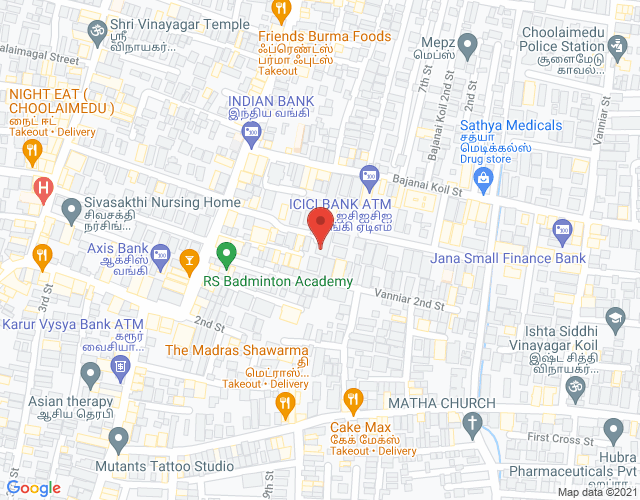 Shri Vinayagar Temple
ஸ்ரீ
விநாயகர்...
Friends Burma Foods
ஃப்ரெண்ட்ஸ்
பர்மா ஃபுட்ஸ்
Takeout
Mepz
மெப்ஸ்
Choolaimedu
Police Station
சூளைமேடு
காவல்...
7th St
Bajanai Koil 2nd St
2nd St
Vanniar St
NIGHT EAT (
CHOOLAIMEDU )
நைட் ஈட்
Takeout • Delivery
INDIAN BANK
இந்திய வங்கி
Sathya Medicals
சத்யா
மெடிக்கல்ஸ்
Drug store
Bajanai Koil St
H
Sivasakthi Nursing Home
சிவசக்தி
நர்சிங்...
ICICI BANK ATM
ஐசிஐசிஐ
ஏடிஎம்
Axis Bank
ஆக்சிஸ்
வங்கி
RS Badminton Academy
Jana Small Finance Bank
Vanniar 2nd St
3rd St
2nd St
Karur Vysya Bank ATM
கரூர்
வைசியா...
The Madras Shawarma
தி
மெட்ராஸ்...
Takeout • Delivery
Ishta Siddhi
Vinayagar Koil
இஷ்ட சித்தி
விநாயகர்...
Asian therapy
ஆசிய தெரபி
MATHA CHURCH
Cake Max
கேக் மேக்ஸ்
Takeout • Delivery
First Cross St
Mutants Tattoo Studio
Hubra
Pharmaceuticals Pvt
9th St
Google
Map data ©2021